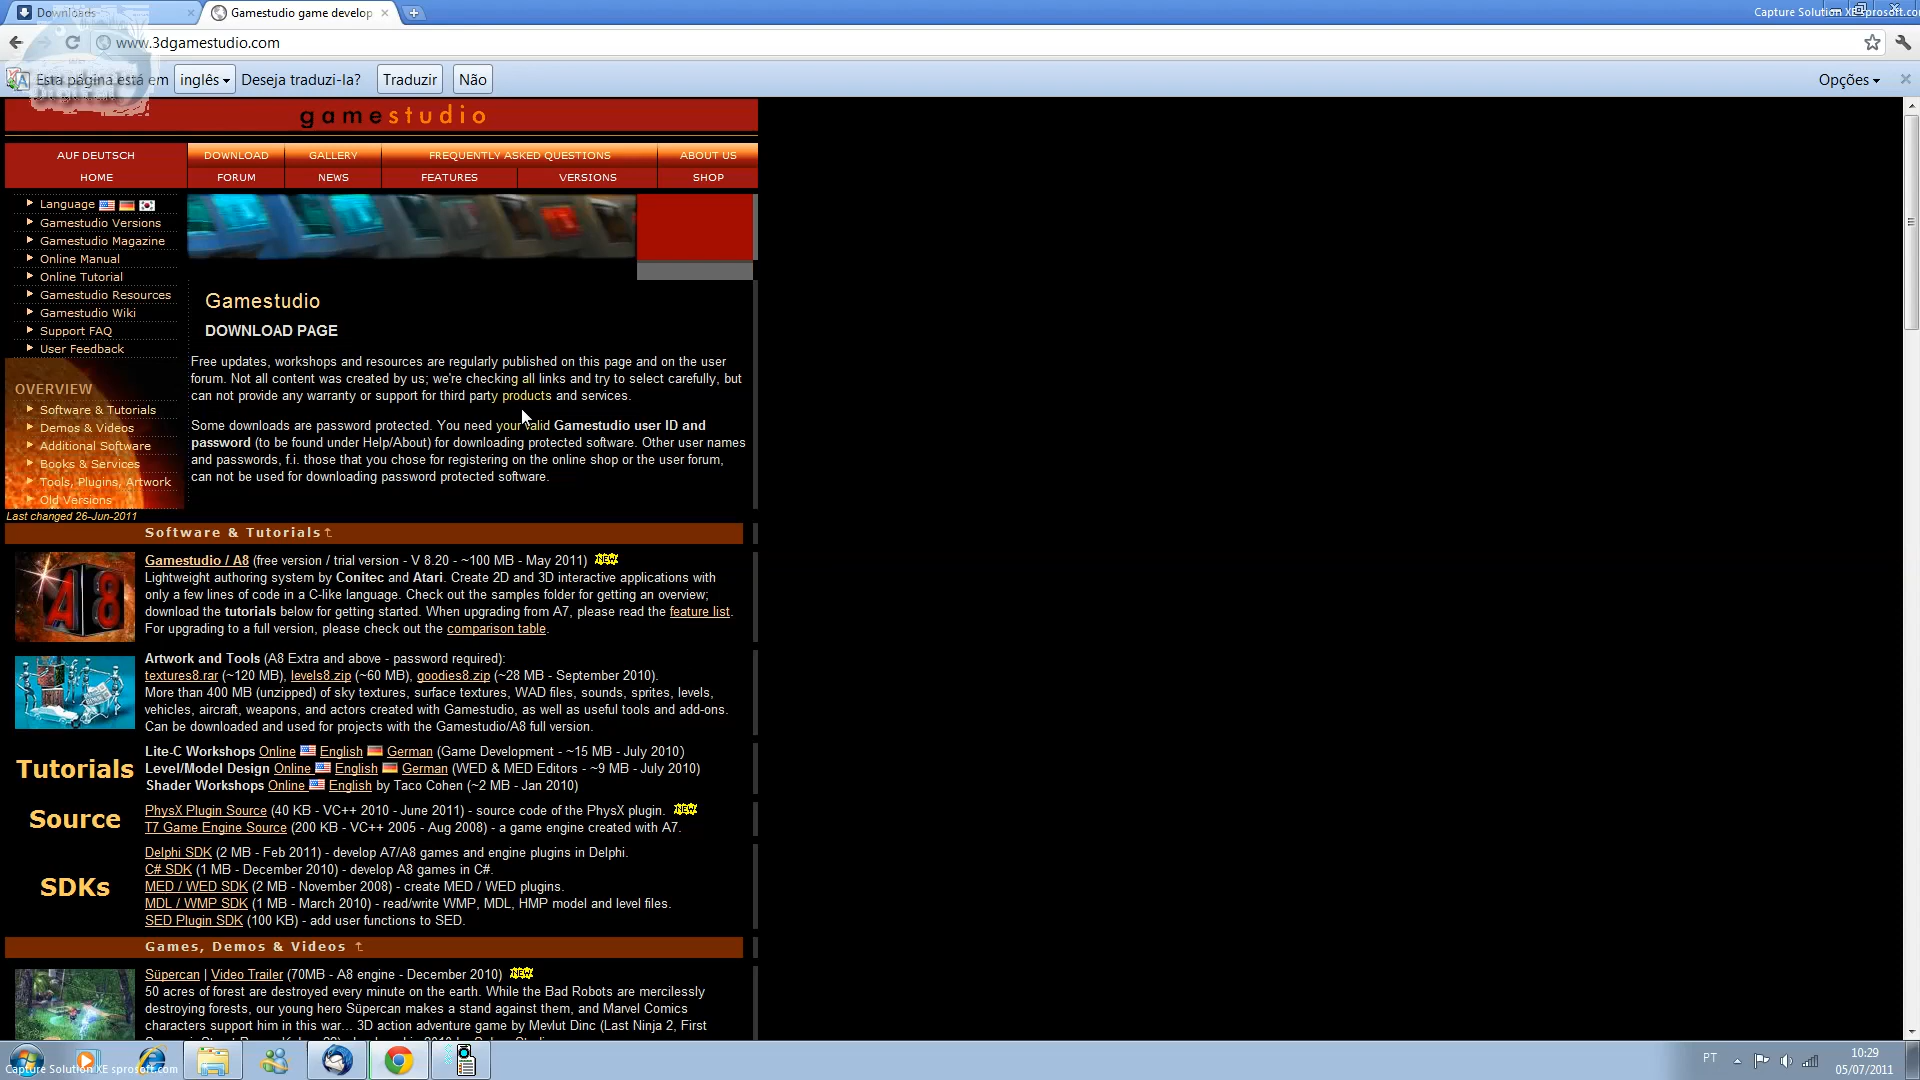 Downloads
Gamestudio game develop
Capture Solution XE sprosoft.com
www.3dgamestudio.com
Esta página está em inglês Deseja traduzi-la? Traduzir Não Opções
gamestudio
AUF DEUTSCH DOWNLOAD GALLERY FREQUENTLY ASKED QUESTIONS ABOUT US
HOME FORUM NEWS FEATURES VERSIONS SHOP
Language
Gamestudio Versions
Gamestudio Magazine
Online Manual
Online Tutorial
Gamestudio Resources
Gamestudio Wiki
Support FAQ
User Feedback
OVERVIEW
Software & Tutorials
Demos & Videos
Additional Software
Books & Services
Tools, Plugins, Artwork
Old Versions
Last changed 26-Jun-2011
Gamestudio
DOWNLOAD PAGE
Free updates, workshops and resources are regularly published on this page and on the user
forum. Not all content was created by us; we're checking all links and try to select carefully, but
can not provide any warranty or support for third party products and services.
Some downloads are password protected. You need your valid Gamestudio user ID and
password (to be found under Help/About) for downloading protected software. Other user names
and passwords, f.i. those that you chose for registering on the online shop or the user forum,
can not be used for downloading password protected software.
Software & Tutorials
A8
Gamestudio / A8 (free version / trial version - V 8.20 - ~100 MB - May 2011) NEW
Lightweight authoring system by Conitec and Atari. Create 2D and 3D interactive applications with
only a few lines of code in a C-like language. Check out the samples folder for getting an overview;
download the tutorials below for getting started. When upgrading from A7, please read the feature list.
For upgrading to a full version, please check out the comparison table.
Artwork and Tools (A8 Extra and above - password required):
textures8.rar (~120 MB), levels8.zip (~60 MB), goodies8.zip (~28 MB - September 2010).
More than 400 MB (unzipped) of sky textures, surface textures, WAD files, sounds, sprites, levels,
vehicles, aircraft, weapons, and actors created with Gamestudio, as well as useful tools and add-ons.
Can be downloaded and used for projects with the Gamestudio/A8 full version.
Tutorials
Lite-C Workshops Online English German (Game Development - ~15 MB - July 2010)
Level/Model Design Online English German (WED & MED Editors - ~9 MB - July 2010)
Shader Workshops Online English by Taco Cohen (~2 MB - Jan 2010)
Source
PhysX Plugin Source (40 KB - VC++ 2010 - June 2011) - source code of the PhysX plugin. NEW
T7 Game Engine Source (200 KB - VC++ 2005 - Aug 2008) - a game engine created with A7.
SDKs
Delphi SDK (2 MB - Feb 2011) - develop A7/A8 games and engine plugins in Delphi.
C# SDK (1 MB - December 2010) - develop A8 games in C#.
MED / WED SDK (2 MB - November 2008) - create MED / WED plugins.
MDL / WMP SDK (1 MB - March 2010) - read/write WMP, MDL, HMP model and level files.
SED Plugin SDK (100 KB) - add user functions to SED.
Games, Demos & Videos
Süpercan | Video Trailer (70MB - A8 engine - December 2010) NEW
50 acres of forest are destroyed every minute on the earth. While the Bad Robots are mercilessly
destroying forests, our young hero Süpercan makes a stand against them, and Marvel Comics
characters support him in this war... 3D action adventure game by Mevlut Dinc (Last Ninja 2, First
Capture Solution XE sprosoft.com
PT
10:29
05/07/2011